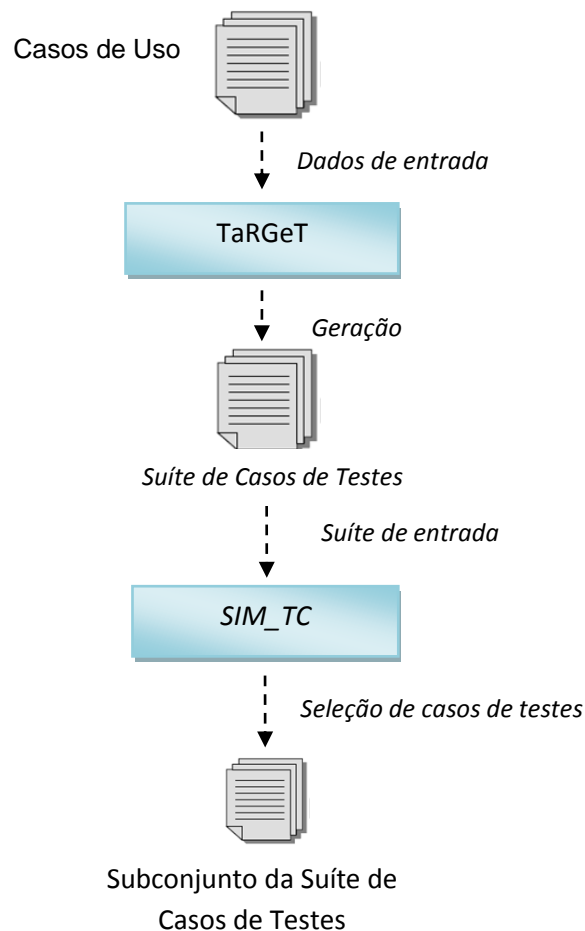 Casos de Uso
Dados de entrada
TaRGeT
Geração
Suíte de Casos de Testes
Suíte de entrada
SIM_TC
Seleção de casos de testes
Subconjunto da Suíte de
Casos de Testes